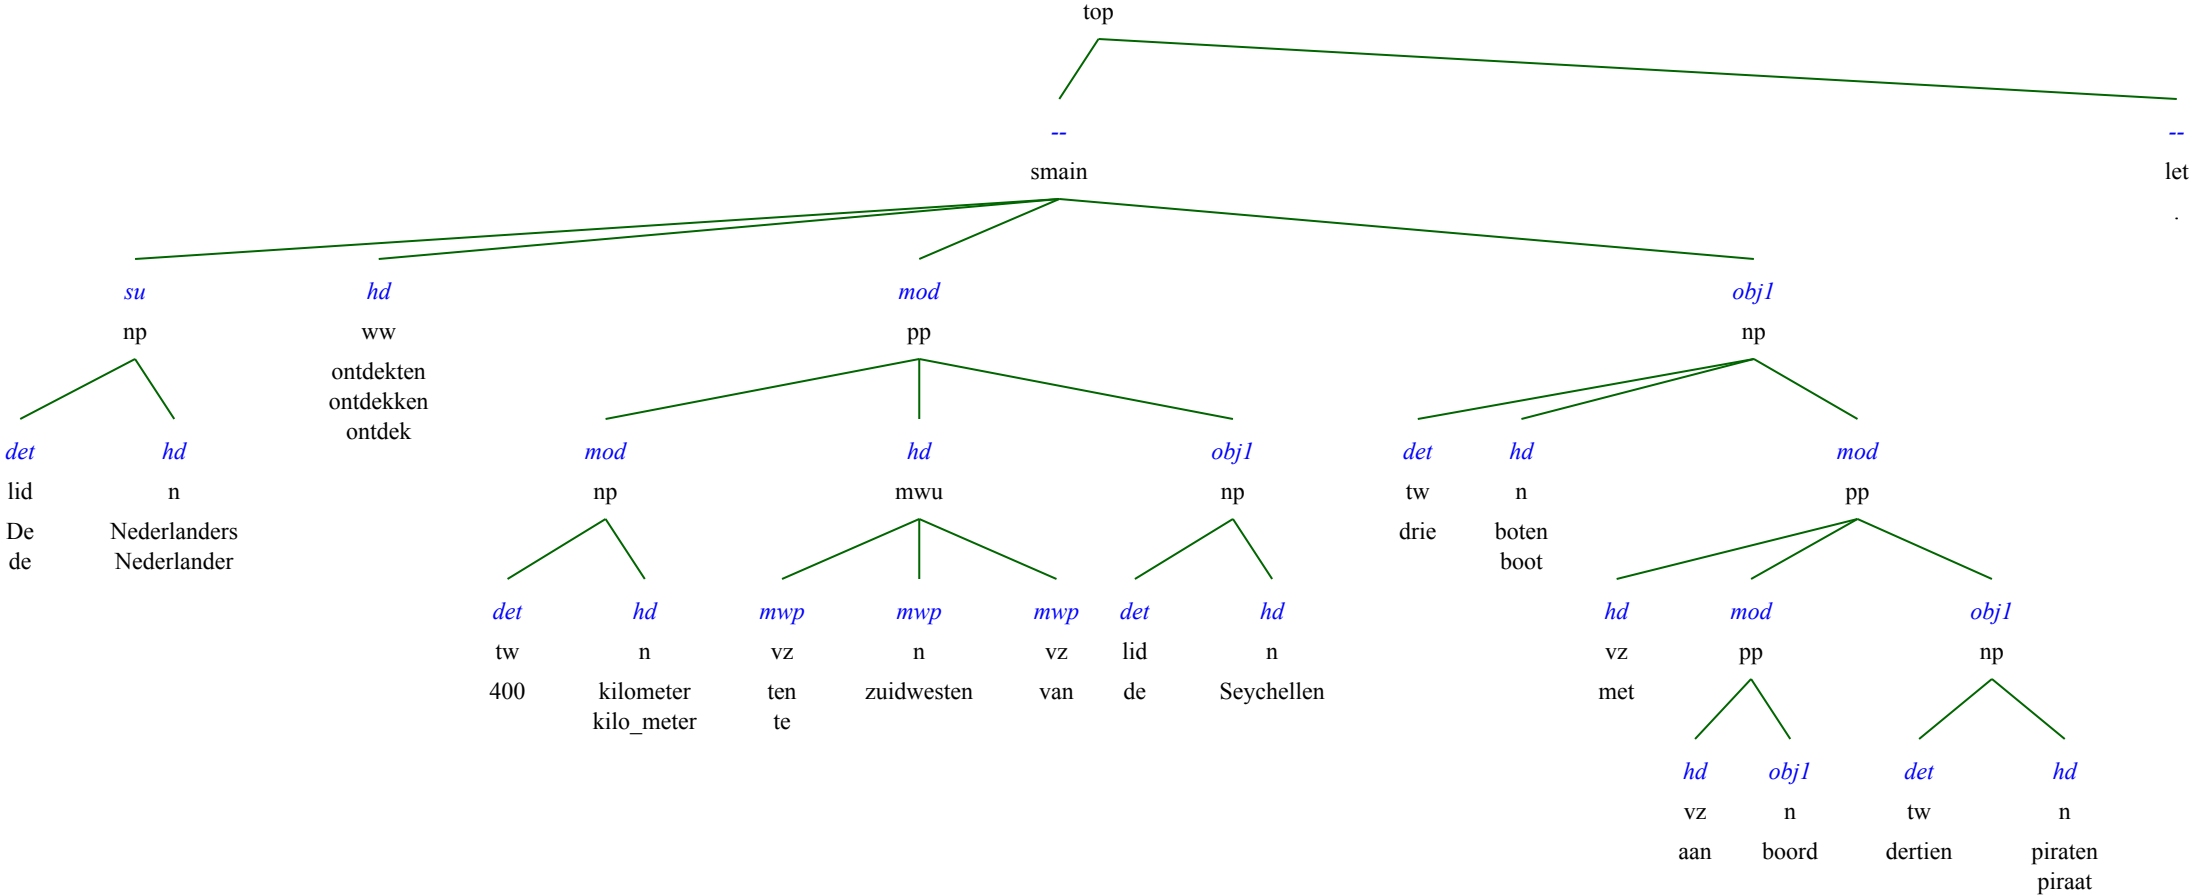 top
-- --
smain let
.
su hd mod obj1
np ww pp np
ontdekten
ontdekken
ontdek
det hd mod hd obj1 det hd mod
lid n np mwu np tw n pp
De Nederlanders drie boten
de Nederlander boot
det hd mwp mwp mwp det hd hd mod obj1
tw n vz n vz lid n vz pp np
400 kilometer ten zuidwesten van de Seychellen met
kilo_meter te
hd obj1 det hd
vz n tw n
aan boord dertien piraten
piraat